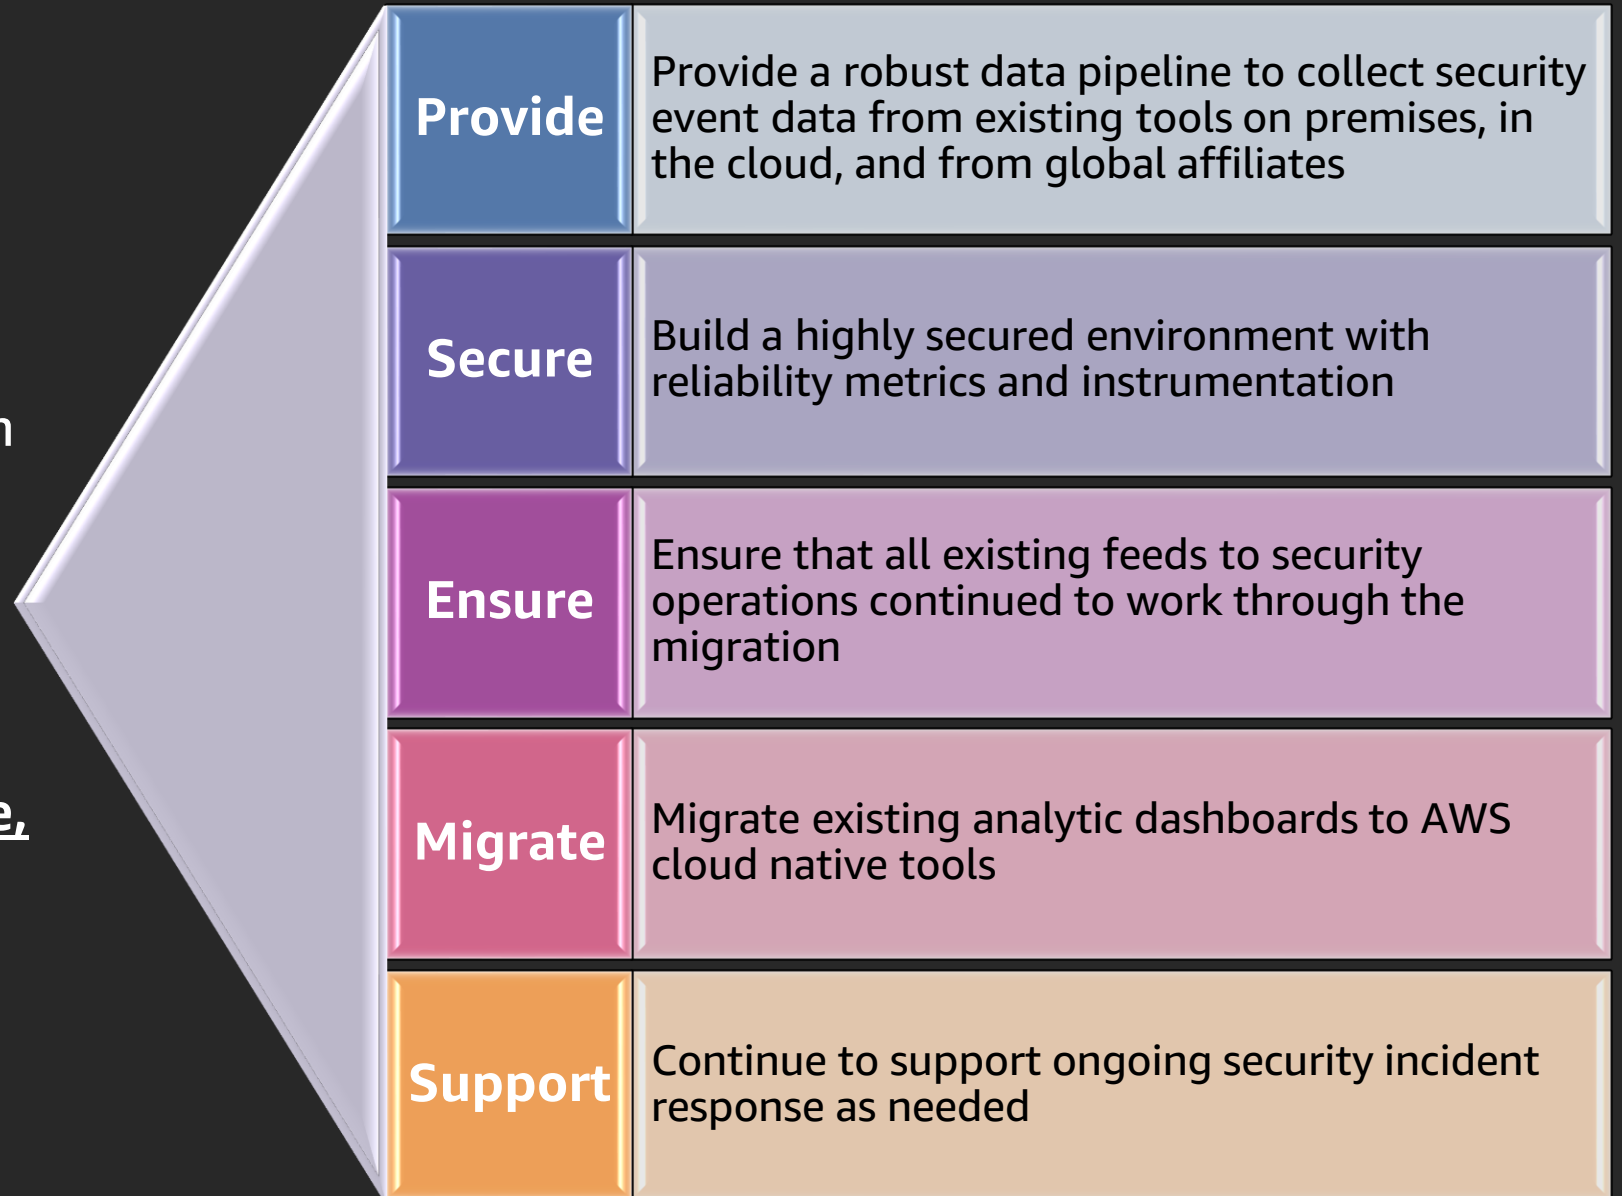 Provide
Provide a robust data pipeline to collect security
event data from existing tools on premises, in
the cloud, and from global affiliates
Secure
Build a highly secured environment with
reliability metrics and instrumentation
Ensure
Ensure that all existing feeds to security
operations continued to work through the
migration
Migrate
Migrate existing analytic dashboards to AWS
cloud native tools
Support
Continue to support ongoing security incident
response as needed